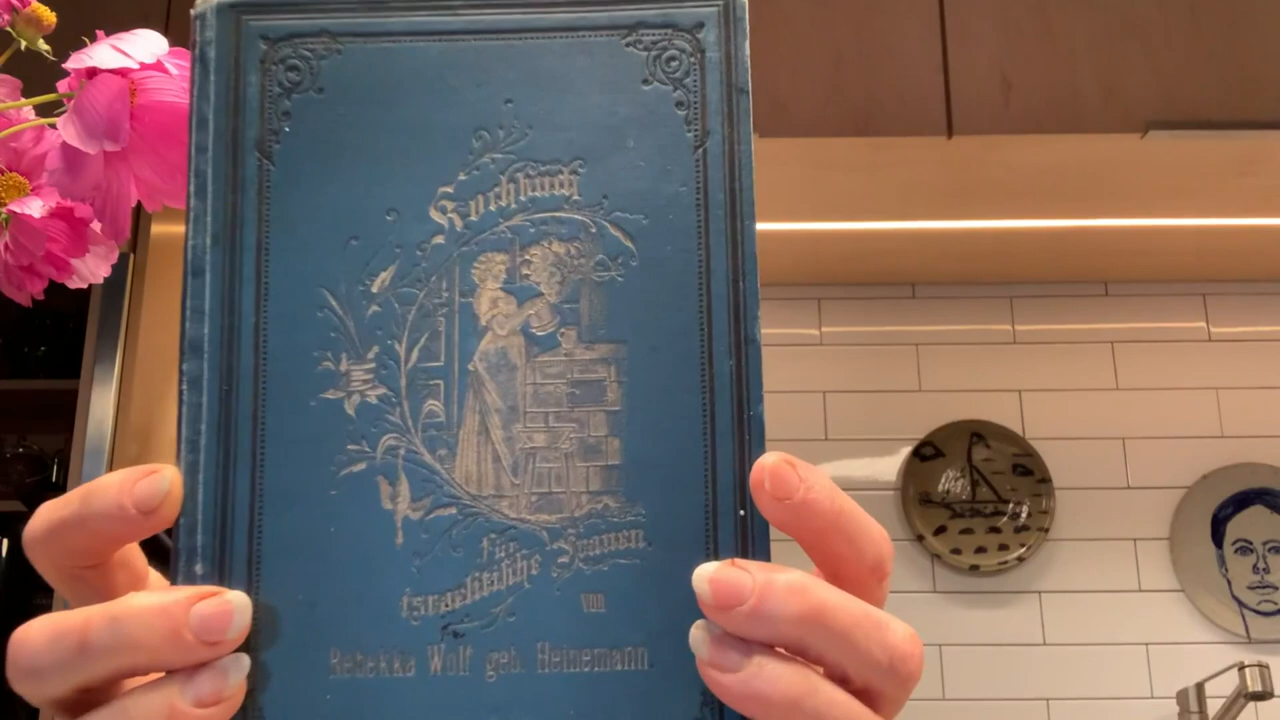 Kochbuch
für
israelitische Frauen
von
Rebekka Wolf geb. Heinemann.